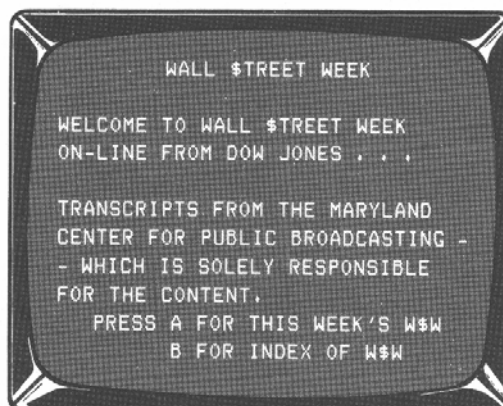 WALL $TREET WEEK
WELCOME TO WALL $TREET WEEK
ON-LINE FROM DOW JONES . . .
TRANSCRIPTS FROM THE MARYLAND
CENTER FOR PUBLIC BROADCASTING -
- WHICH IS SOLELY RESPONSIBLE
FOR THE CONTENT.
PRESS A FOR THIS WEEK'S W$W
B FOR INDEX OF W$W